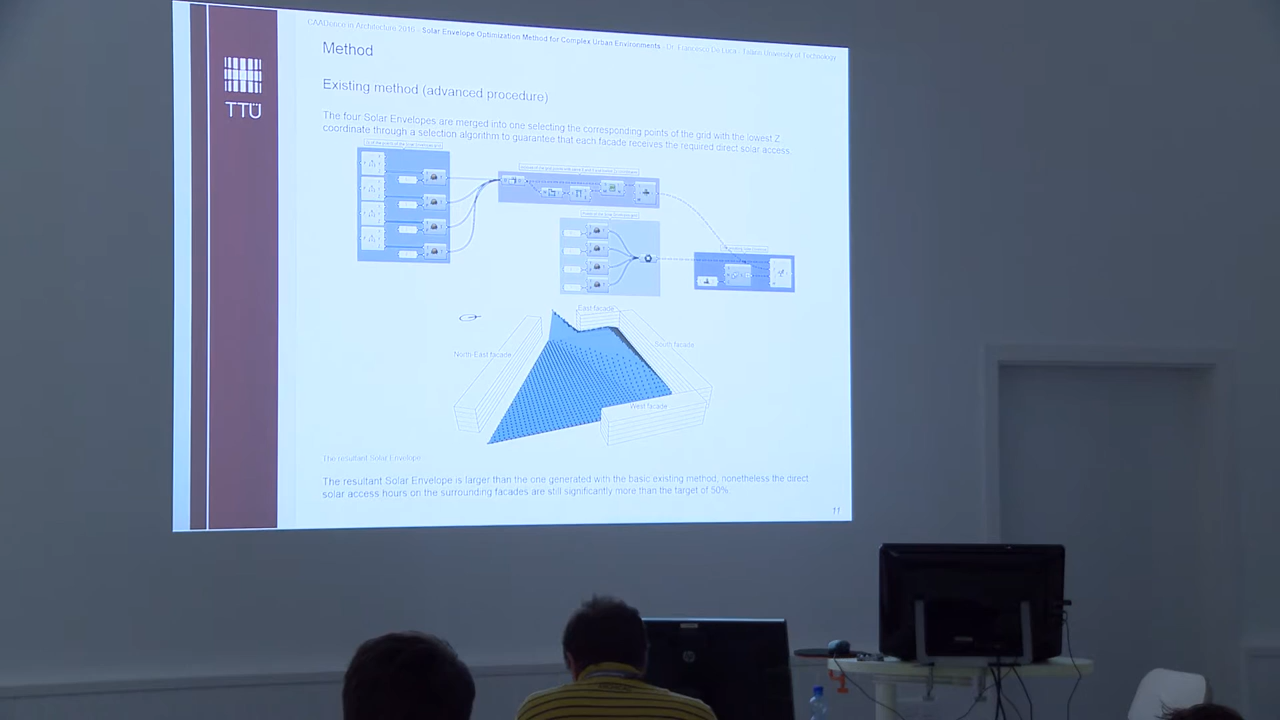 CAADence in Architecture 2016 - Solar Envelope Optimization Method for Complex Urban Environments - Dr. Francesco De Luca - Tallinn University of Technology
Method
TTÜ
Existing method (advanced procedure)
The four Solar Envelopes are merged into one selecting the corresponding points of the grid with the lowest Z
coordinate through a selection algorithm to guarantee that each facade receives the required direct solar access.
East facade
South facade
North-East facade
West facade
The resultant Solar Envelope
The resultant Solar Envelope is larger than the one generated with the basic existing method, nonetheless the direct
solar access hours on the surrounding facades are still significantly more than the target of 50%.
11